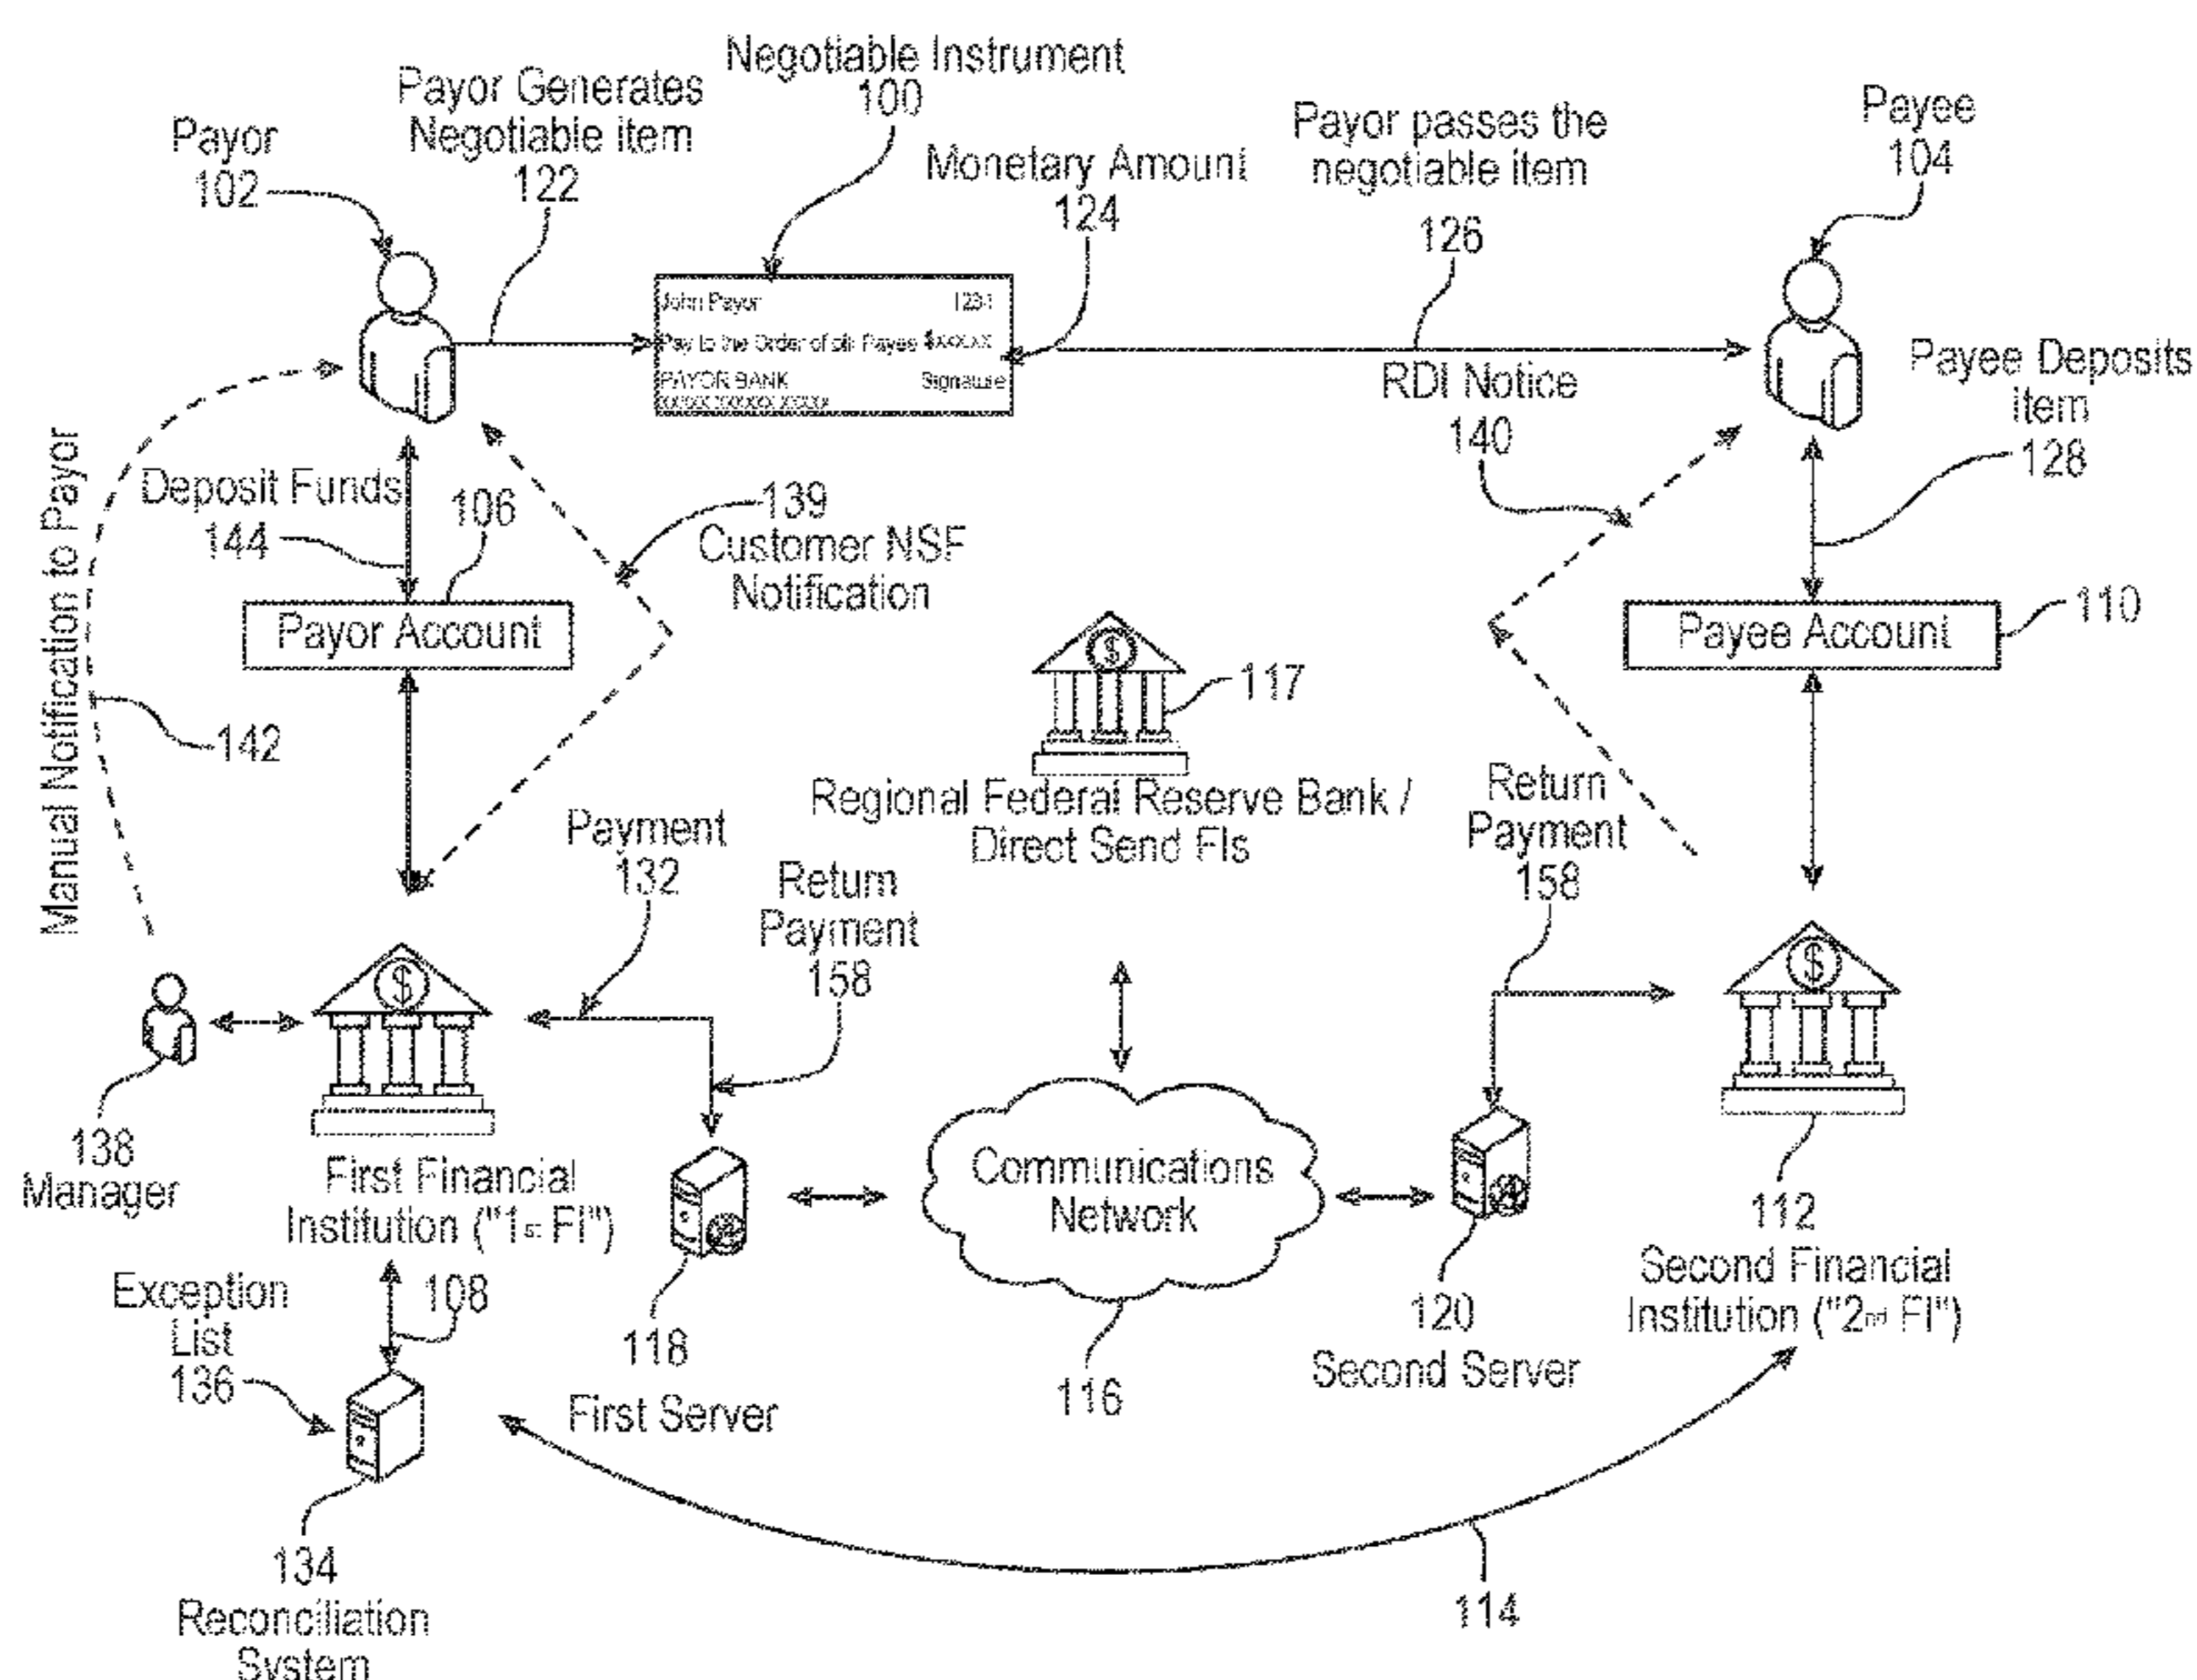 Negotiable Instrument
100
Payor Generates
Negotiable item
122
Payor
102
Monetary Amount
124
Payor passes the
negotiable item
126
Payee
104
John Payor 1234
Pay to the Order of Payee $XXX.XX
PAYOR BANK Signature
RDI Notice
140
Payee Deposits
item
128
Manual Notification to Payor
142
Deposit Funds
144
106
Payor Account
139
Customer NSF
Notification
117
Regional Federal Reserve Bank /
Direct Send FIs
Payee Account
110
Payment
132
Return
Payment
158
Return
Payment
158
138
Manager
First Financial
Institution ("1st FI")
108
Exception
List
136
134
Reconciliation
System
118
First Server
Communications
Network
116
120
Second Server
112
Second Financial
Institution ("2nd FI")
114